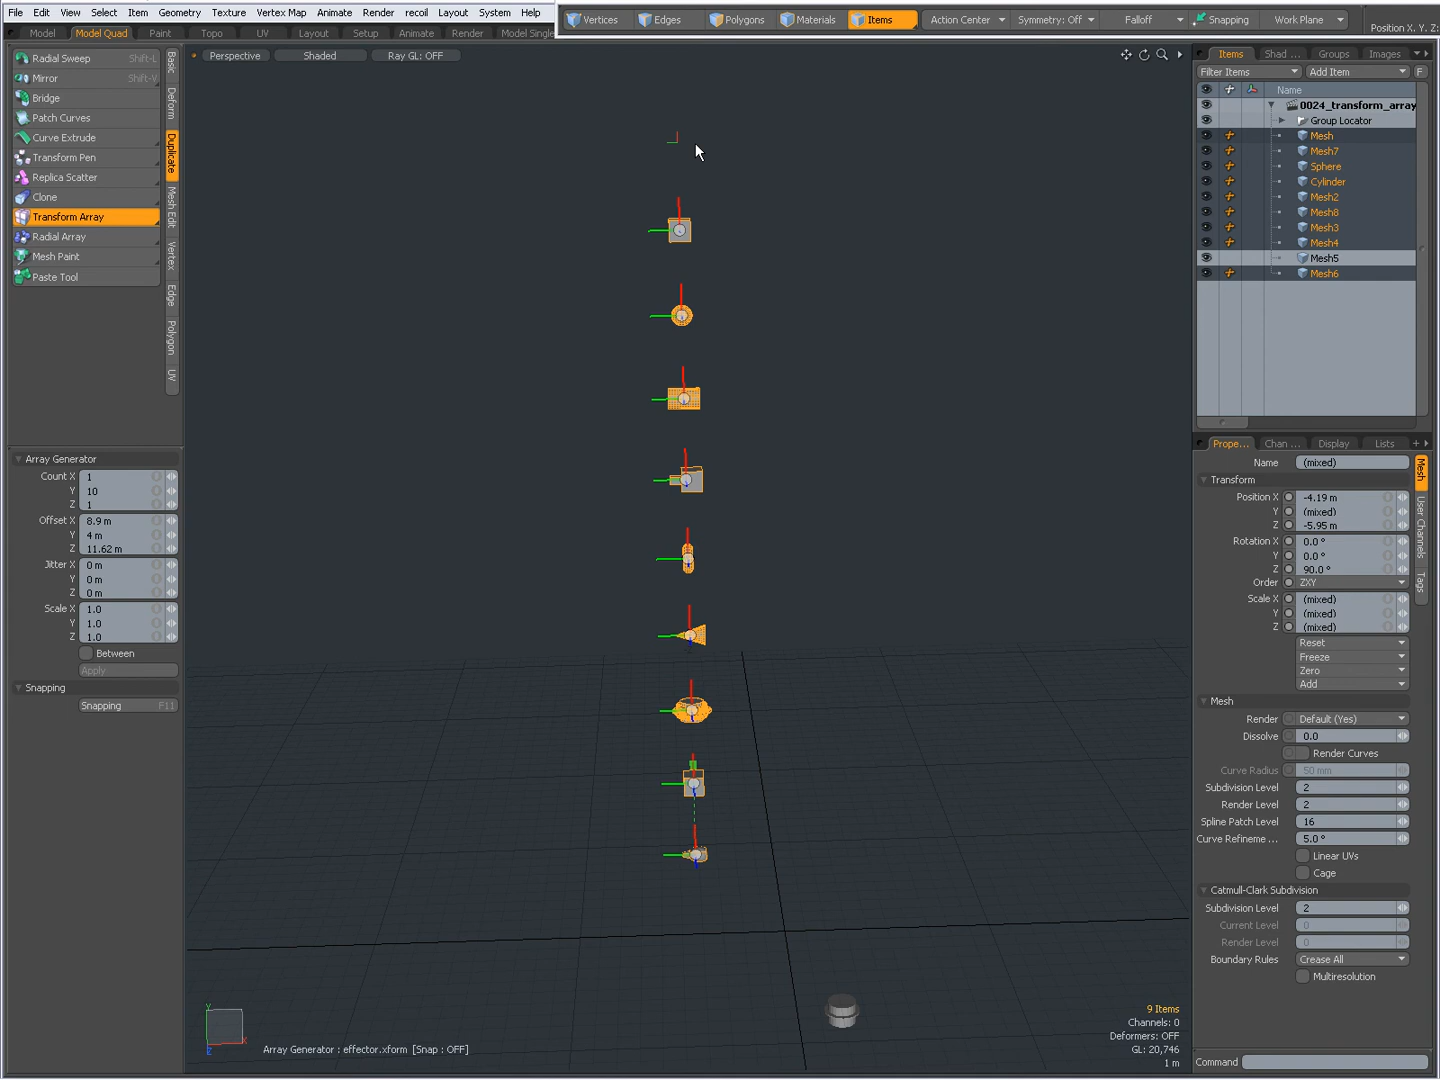 File Edit View Select Item Geometry Texture Vertex Map Animate Render recoil Layout System Help
Vertices Edges Polygons Materials Items Action Center Symmetry: Off Falloff Snapping Work Plane
Position X, Y, Z:
Model Model Quad Paint Topo UV Layout Setup Animate Render Model Single
Radial Sweep Shift-L
Mirror Shift-V
Bridge
Patch Curves
Curve Extrude
Transform Pen
Replica Scatter
Clone
Transform Array
Radial Array
Mesh Paint
Paste Tool
Basic
Deform
Duplicate
Mesh Edit
Vertex
Edge
Polygon
UV
Array Generator
Count X 1
Y 10
Z 1
Offset X 8.9 m
Y 4 m
Z 11.62 m
Jitter X 0 m
Y 0 m
Z 0 m
Scale X 1.0
Y 1.0
Z 1.0
Between
Apply
Snapping
Snapping F11
Perspective Shaded Ray GL: OFF
Y
X
Z
Array Generator : effector.xform [Snap : OFF]
9 Items
Channels: 0
Deformers: OFF
GL: 20,746
1 m
Items Shad ... Groups Images
Filter Items Add Item F
Name
0024_transform_array
Group Locator
Mesh
Mesh7
Sphere
Cylinder
Mesh2
Mesh8
Mesh3
Mesh4
Mesh5
Mesh6
Prope... Chan ... Display Lists
Name (mixed)
Transform
Position X -4.19 m
Y (mixed)
Z -5.95 m
Rotation X 0.0 °
Y 0.0 °
Z 90.0 °
Order ZXY
Scale X (mixed)
Y (mixed)
Z (mixed)
Reset
Freeze
Zero
Add
Mesh
Render Default (Yes)
Dissolve 0.0
Render Curves
Curve Radius 50 mm
Subdivision Level 2
Render Level 2
Spline Patch Level 16
Curve Refineme ... 5.0 °
Linear UVs
Cage
Catmull-Clark Subdivision
Subdivision Level 2
Current Level 0
Render Level 0
Boundary Rules Crease All
Multiresolution
Mesh
User Channels
Tags
Command